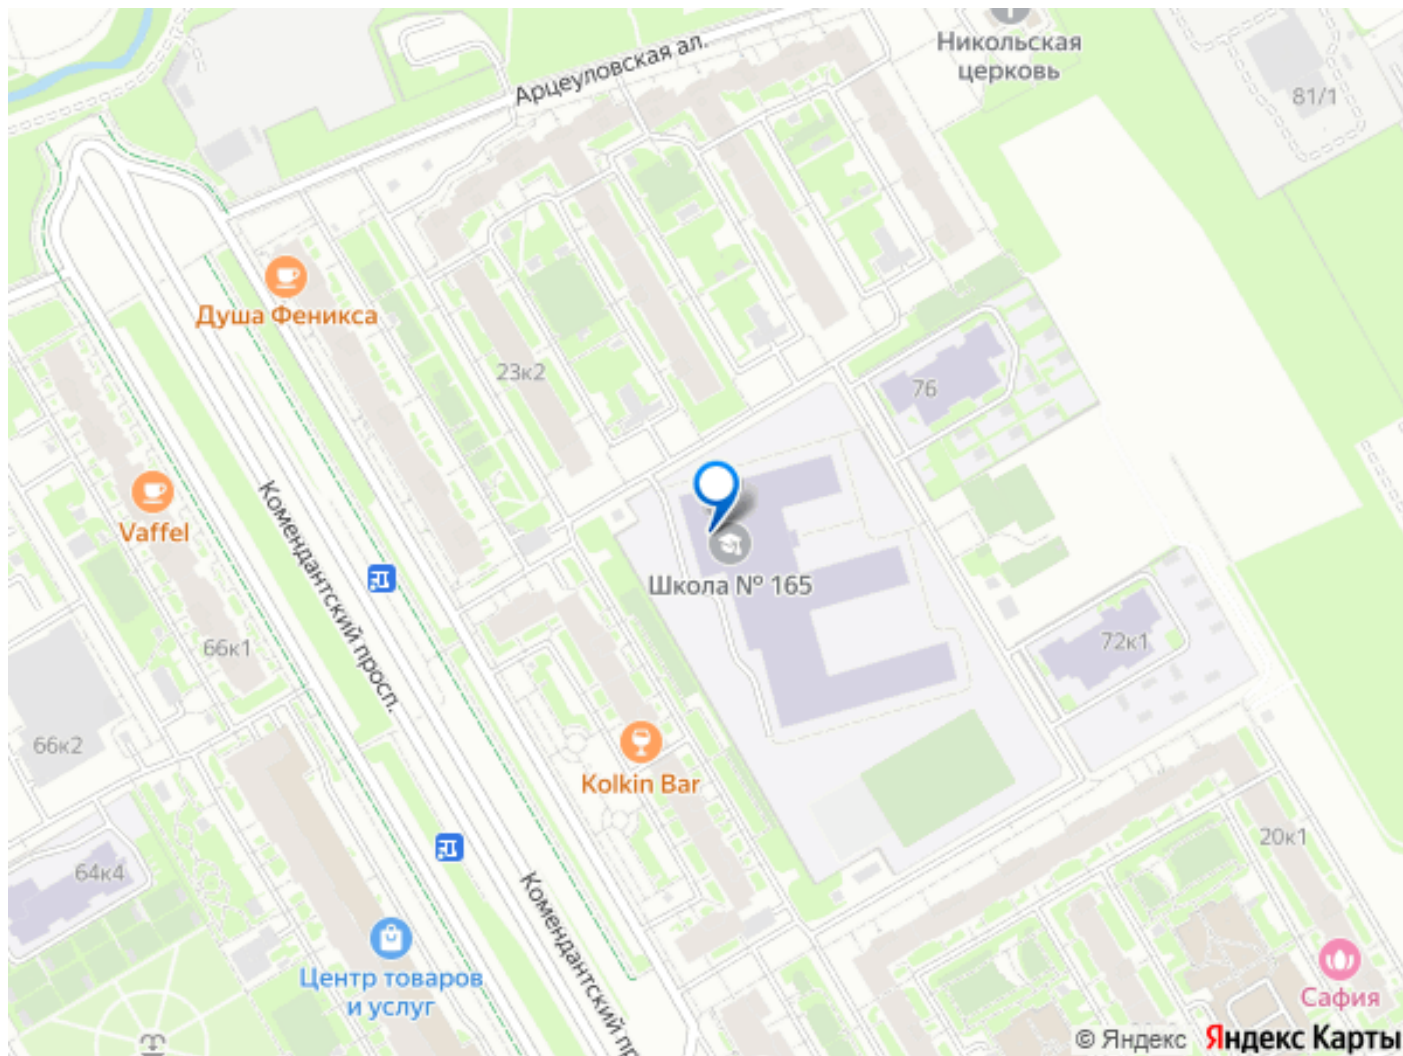 Никольская
церковь
Арцеуловская ал.
81/1
Душа Феникса
23к2
76
Vaffel
Комендантский просп.
Школа № 165
66к1
72к1
66к2
Kolkin Bar
20к1
64к4
Комендантский пр
Центр товаров
и услуг
Сафия
© Яндекс Яндекс Карты